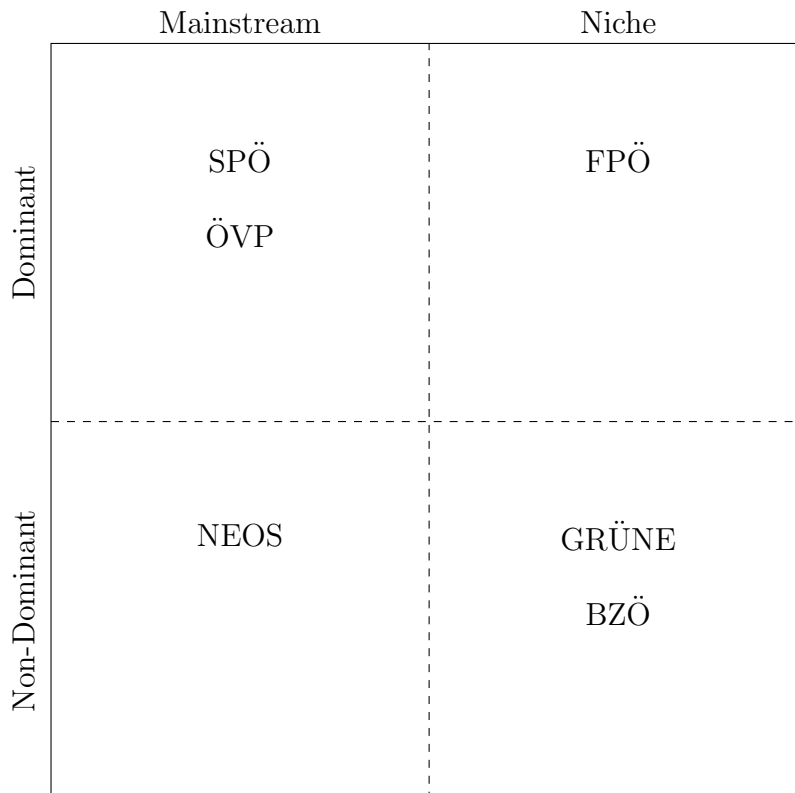 Mainstream Niche
Dominant
SPÖ FPÖ
ÖVP
Non-Dominant
NEOS GRÜNE
BZÖ